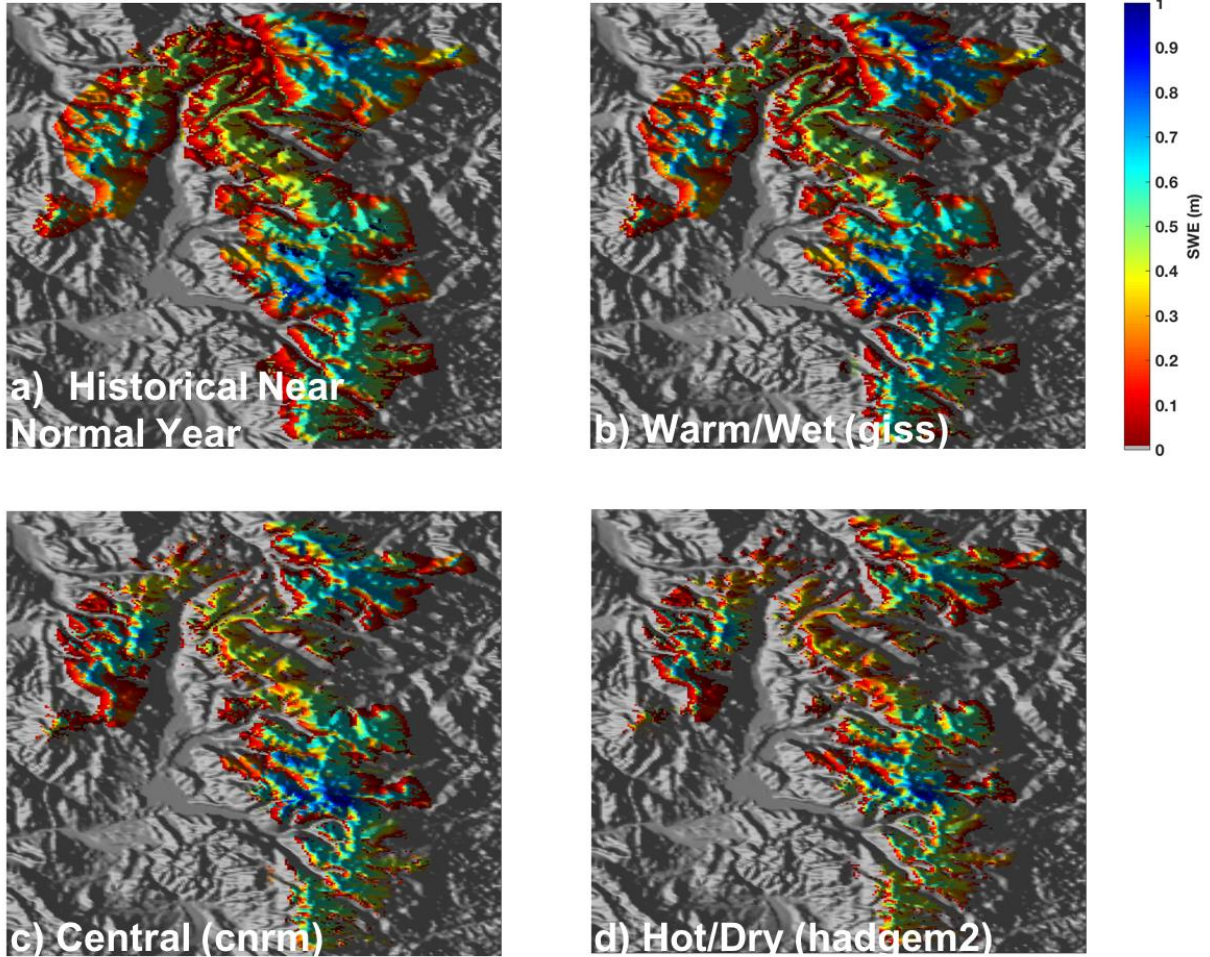 a) Historical Near
Normal Year
b) Warm/Wet (giss)
1
0.9
0.8
0.7
0.6
0.5
0.4
0.3
0.2
0.1
0
SWE (m)
c) Central (cnrm)
d) Hot/Dry (hadgem2)